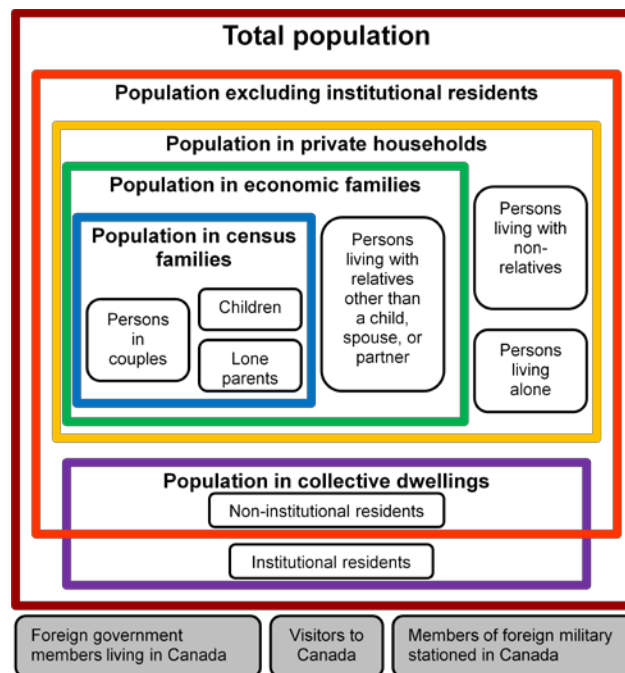 Total population
Population excluding institutional residents
Population in private households
Population in economic families
Population in census
families
Persons
in
couples
Children
Lone
parents
Persons
living with
relatives
other than
a child,
spouse, or
partner
Persons
living with
non-
relatives
Persons
living
alone
Population in collective dwellings
Non-institutional residents
Institutional residents
Foreign government
members living in Canada
Visitors to
Canada
Members of foreign military
stationed in Canada